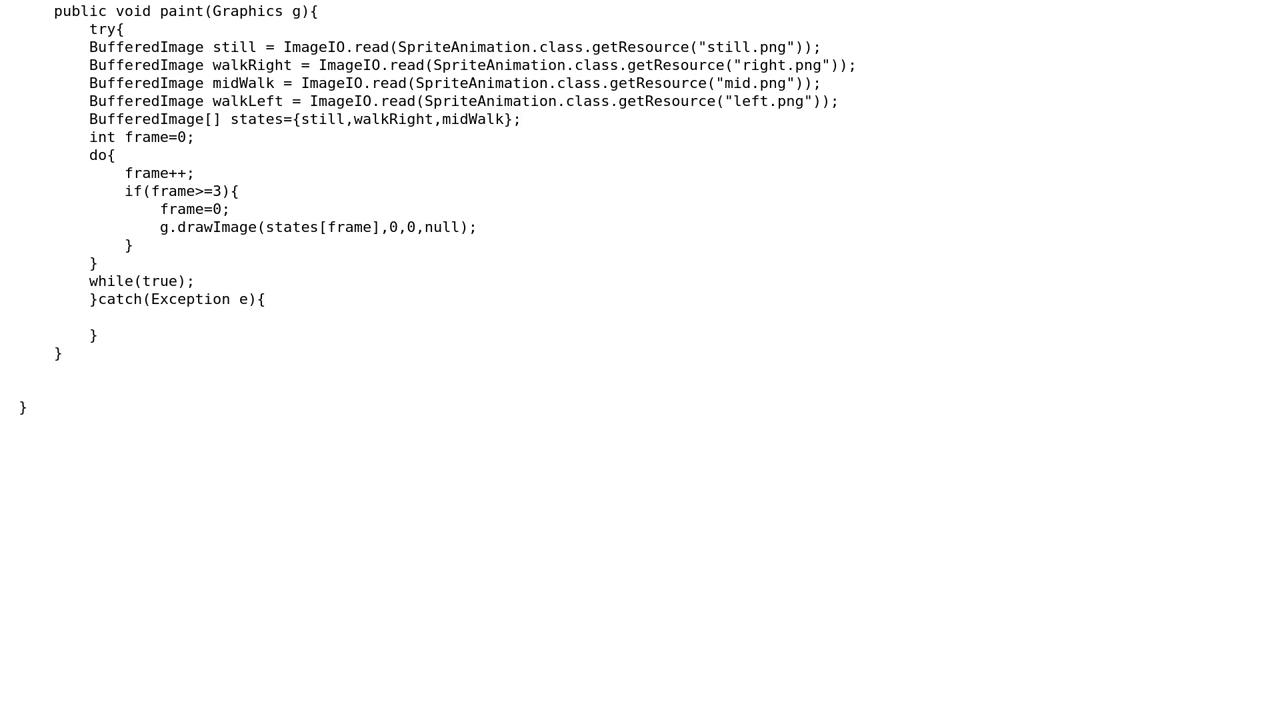 public void paint(Graphics g){
try{
BufferedImage still = ImageIO.read(SpriteAnimation.class.getResource("still.png"));
BufferedImage walkRight = ImageIO.read(SpriteAnimation.class.getResource("right.png"));
BufferedImage midWalk = ImageIO.read(SpriteAnimation.class.getResource("mid.png"));
BufferedImage walkLeft = ImageIO.read(SpriteAnimation.class.getResource("left.png"));
BufferedImage[] states={still,walkRight,midWalk};
int frame=0;
do{
frame++;
if(frame>=3){
frame=0;
g.drawImage(states[frame],0,0,null);
}
}
while(true);
}catch(Exception e){
}
}
}